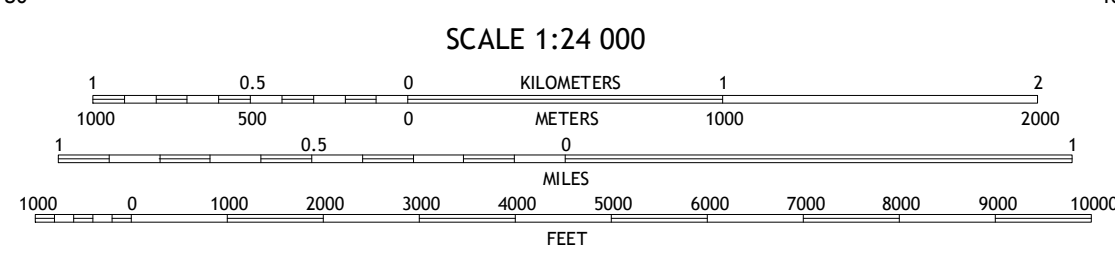 SCALE 1:24 000
1 0.5 0 KILOMETERS 1 2
1000 500 0 METERS 1000 2000
1 0.5 0 1
MILES
1000 0 1000 2000 3000 4000 5000 6000 7000 8000 9000 10000
FEET